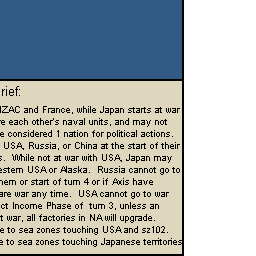 rief:
NZAC and France, while Japan starts at war
re each other's naval units, and may not
e considered 1 nation for political actions.
USA, Russia, or China at the start of their
s. While not at war with USA, Japan may
estern USA or Alaska. Russia cannot go to
hem or start of turn 4 or if Axis have
are war any time. USA cannot go to war
ct Income Phase of turn 3, unless an
t war, all factories in NA will upgrade.
e to sea zones touching USA and sz102.
e to sea zones touching Japanese territories